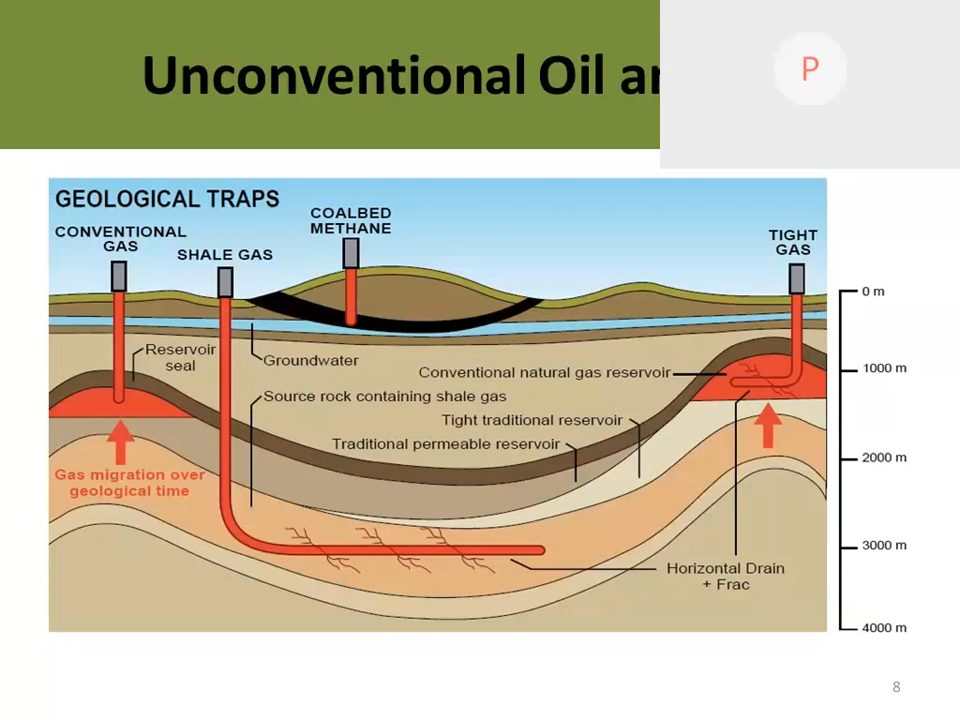 Unconventional Oil
P
GEOLOGICAL TRAPS
CONVENTIONAL
GAS
SHALE GAS
COALBED
METHANE
TIGHT
GAS
0 m
Reservoir
seal
Groundwater
Conventional natural gas reservoir
1000 m
Source rock containing shale gas
Tight traditional reservoir
Traditional permeable reservoir
2000 m
Gas migration over
geological time
3000 m
Horizontal Drain
+ Frac
4000 m
8